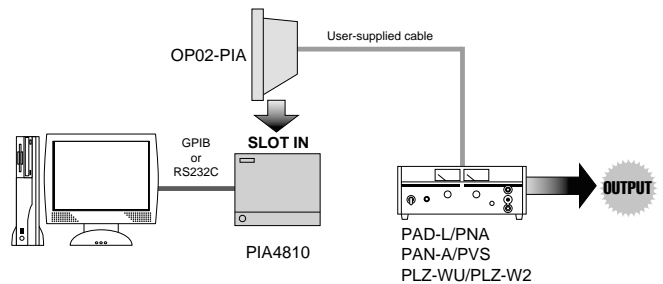 User-supplied cable
OP02-PIA
GPIB
or
RS232C
SLOT IN
OUTPUT
PIA4810
PAD-L/PNA
PAN-A/PVS
PLZ-WU/PLZ-W2